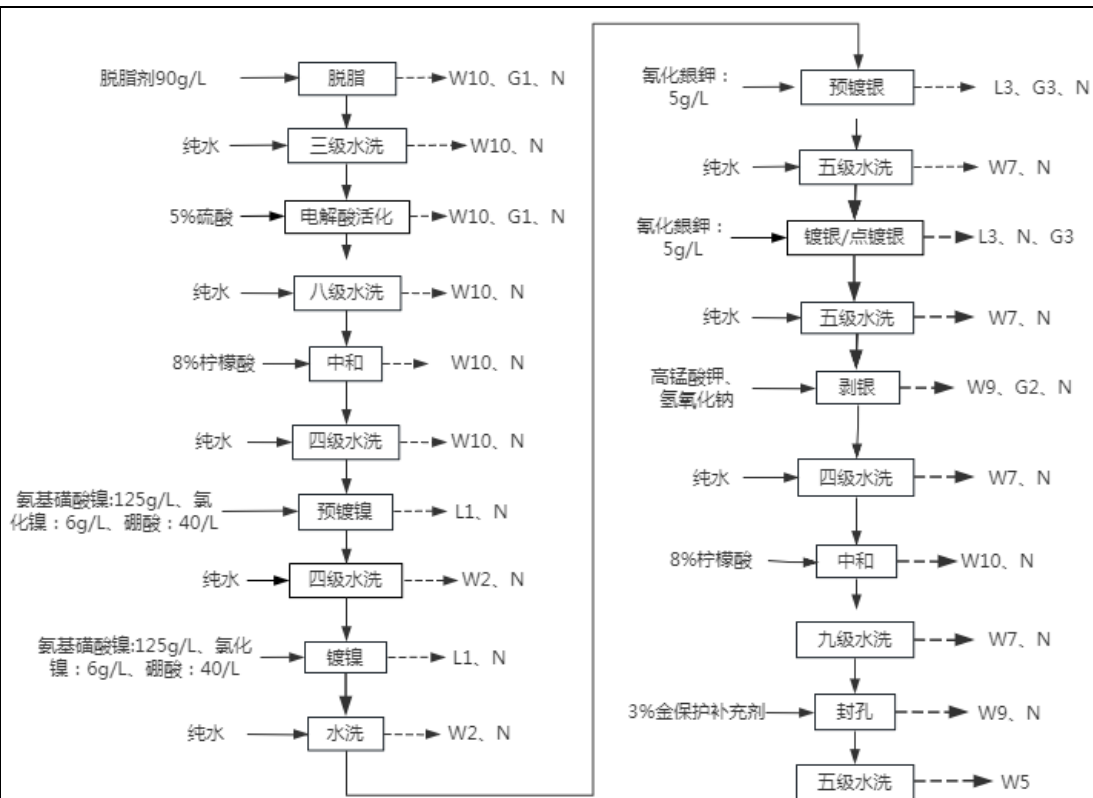 脱脂剂90g/L
脱脂
W10、G1、N
纯水
三级水洗
W10、N
5%硫酸
电解酸活化
W10、G1、N
纯水
八级水洗
W10、N
8%柠檬酸
中和
W10、N
纯水
四级水洗
W10、N
氨基磺酸镍:125g/L、氯
化镍：6g/L、硼酸：40/L
预镀镍
L1、N
纯水
四级水洗
W2、N
氨基磺酸镍:125g/L、氯化
镍：6g/L、硼酸：40/L
镀镍
L1、N
纯水
水洗
W2、N
氰化銀鉀：
5g/L
预镀银
L3、G3、N
纯水
五级水洗
W7、N
氰化銀鉀：
5g/L
镀银/点镀银
L3、N、G3
纯水
五级水洗
W7、N
高锰酸钾、
氢氧化钠
剥银
W9、G2、N
纯水
四级水洗
W7、N
8%柠檬酸
中和
W10、N
九级水洗
W7、N
3%金保护补充剂
封孔
W9、N
五级水洗
W5